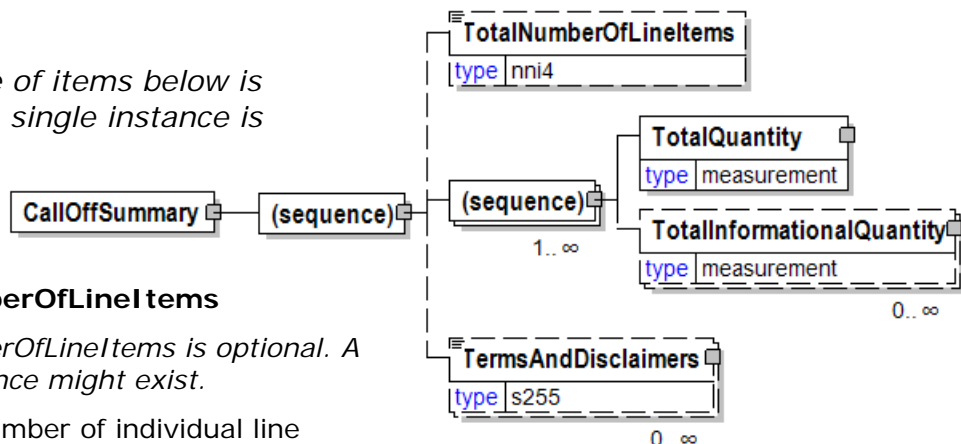 e of items below is
single instance is
berOfLineItems
erOfLineItems is optional. A
nce might exist.
mber of individual line
CallOffSummary
(sequence)
TotalNumberOfLineItems
type nni4
(sequence)
1.. ∞
TotalQuantity
type measurement
TotalInformationalQuantity
type measurement
0.. ∞
TermsAndDisclaimers
type s255
0.. ∞